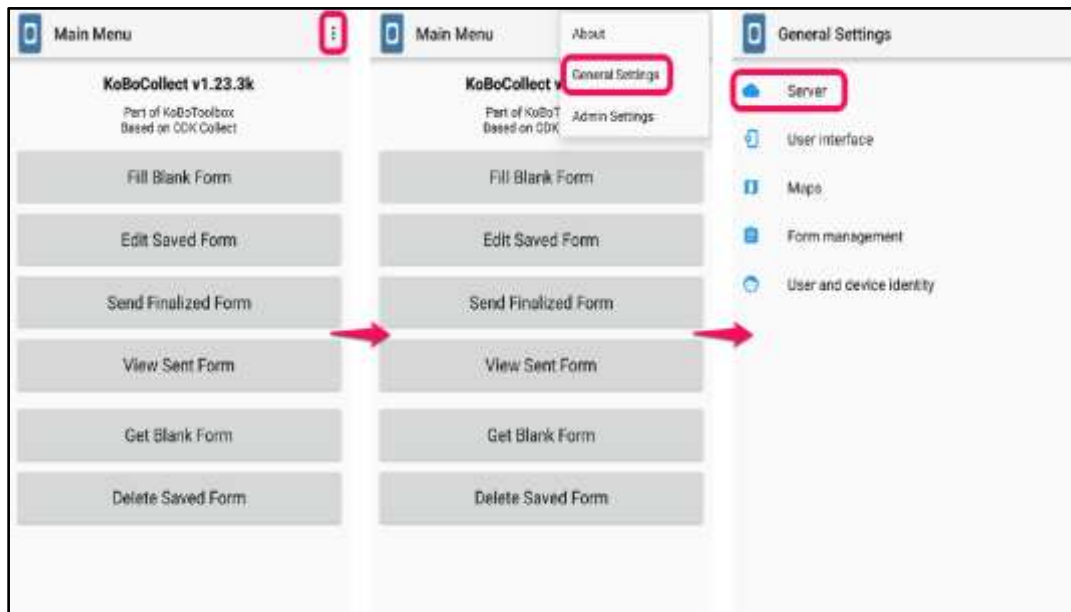 Main Menu
KoBoCollect v1.23.3k
Part of KoBoToolbox
Based on ODK Collect
Fill Blank Form
Edit Saved Form
Send Finalized Form
View Sent Form
Get Blank Form
Delete Saved Form
Main Menu
About
General Settings
Admin Settings
KoBoCollect v
Part of KoBoT
Based on ODK
Fill Blank Form
Edit Saved Form
Send Finalized Form
View Sent Form
Get Blank Form
Delete Saved Form
General Settings
Server
User interface
Maps
Form management
User and device identity